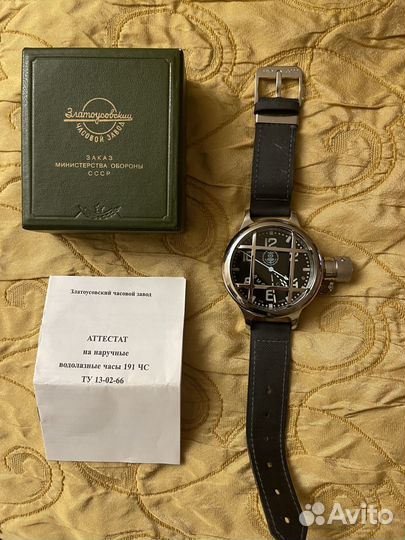 Златоустовский
ЧАСОВОЙ ЗАВОД
ЗАКАЗ
МИНИСТЕРСТВА ОБОРОНЫ
СССР
Златоустовский часовой завод
АТТЕСТАТ
на наручные
водолазные часы 191 ЧС
ТУ 13-02-66
12
Avito